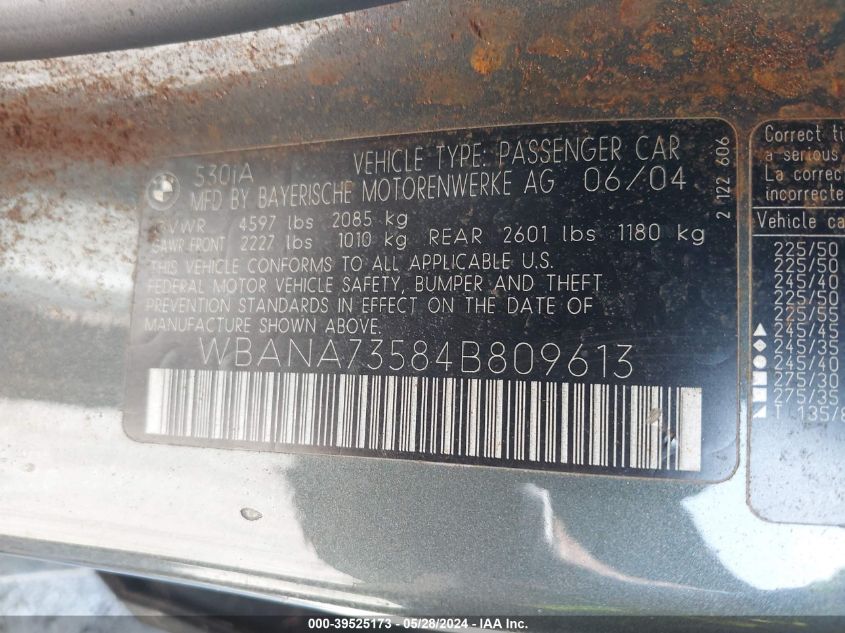 530iA VEHICLE TYPE: PASSENGER CAR
MFD BY BAYERISCHE MOTORENWERKE AG 06/04
GVWR 4597 lbs 2085 kg
GAWR FRONT 2227 lbs 1010 kg REAR 2601 lbs 1180 kg
THIS VEHICLE CONFORMS TO ALL APPLICABLE U.S.
FEDERAL MOTOR VEHICLE SAFETY, BUMPER AND THEFT
PREVENTION STANDARDS IN EFFECT ON THE DATE OF
MANUFACTURE SHOWN ABOVE.
WBANA73584B809613
2 122 606
Correct ti
a serious
La correc
incorrecte
Vehicle ca
225/50
225/50
245/40
225/50
225/55
245/45
245/35
245/40
275/30
275/35
T 135/8
000-39525173 - 05/28/2024 - IAA Inc.